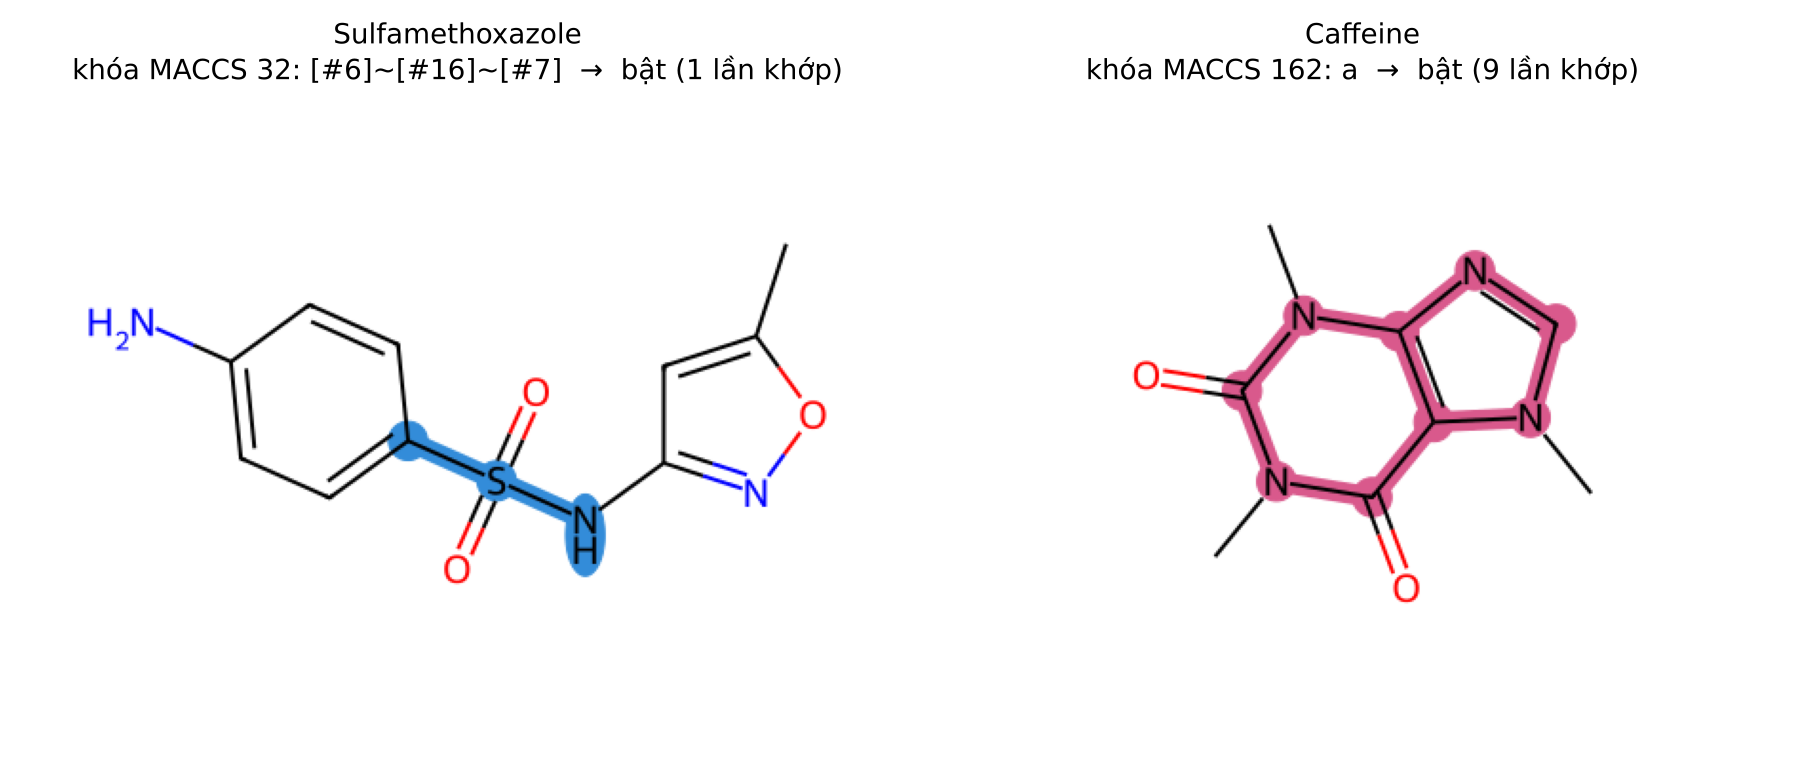 Sulfamethoxazole
khóa MACCS 32: [#6]~[#16]~[#7] → bật (1 lần khớp)
Caffeine
khóa MACCS 162: a → bật (9 lần khớp)
H₂N
O
S
O
N
H
O
N
N
N
O
N
N
O